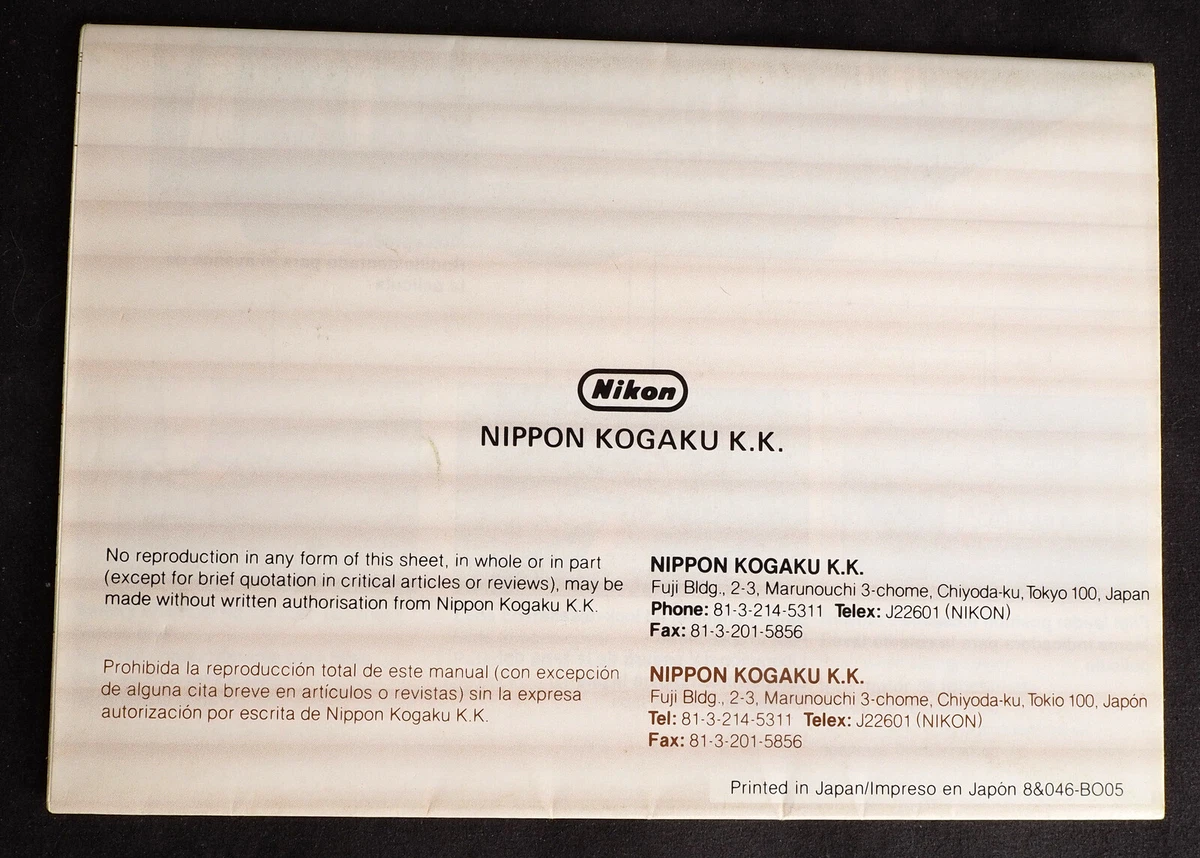 Nikon
NIPPON KOGAKU K.K.
No reproduction in any form of this sheet, in whole or in part
(except for brief quotation in critical articles or reviews), may be
made without written authorisation from Nippon Kogaku K.K.
Prohibida la reproducción total de este manual (con excepción
de alguna cita breve en artículos o revistas) sin la expresa
autorización por escrita de Nippon Kogaku K.K.
NIPPON KOGAKU K.K.
Fuji Bldg., 2-3, Marunouchi 3-chome, Chiyoda-ku, Tokyo 100, Japan
Phone: 81-3-214-5311 Telex: J22601 (NIKON)
Fax: 81-3-201-5856
NIPPON KOGAKU K.K.
Fuji Bldg., 2-3, Marunouchi 3-chome, Chiyoda-ku, Tokio 100, Japón
Tel: 81-3-214-5311 Telex: J22601 (NIKON)
Fax: 81-3-201-5856
Printed in Japan/Impreso en Japón 8&046-BO05